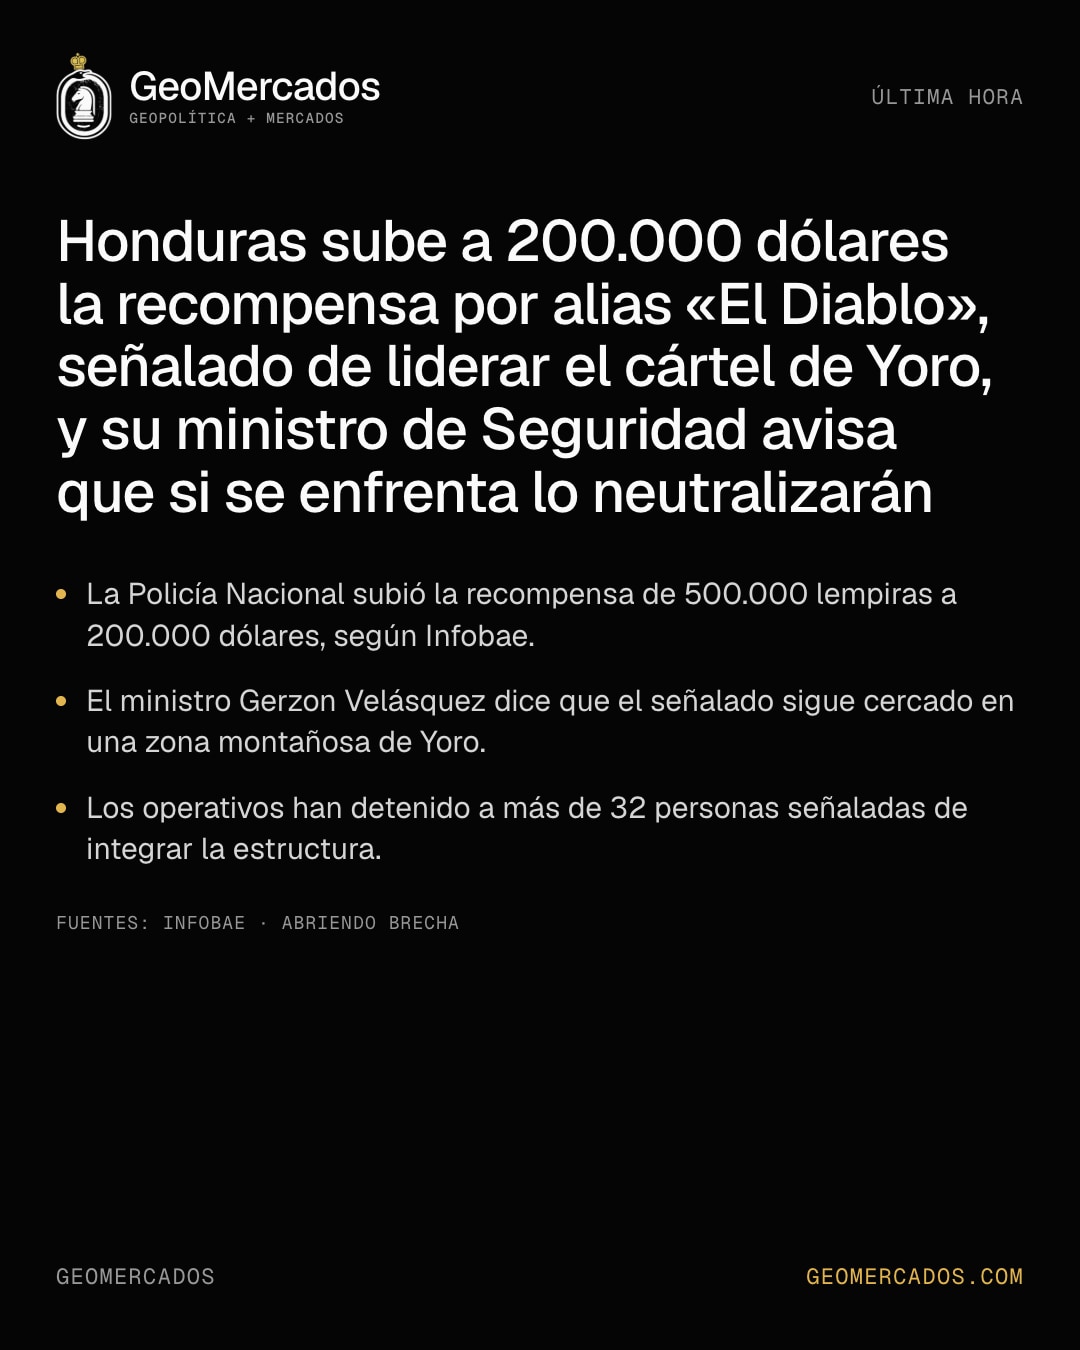 GeoMercados
GEOPOLÍTICA + MERCADOS
ÚLTIMA HORA
Honduras sube a 200.000 dólares
la recompensa por alias «El Diablo»,
señalado de liderar el cártel de Yoro,
y su ministro de Seguridad avisa
que si se enfrenta lo neutralizarán
• La Policía Nacional subió la recompensa de 500.000 lempiras a
200.000 dólares, según Infobae.
• El ministro Gerzon Velásquez dice que el señalado sigue cercado en
una zona montañosa de Yoro.
• Los operativos han detenido a más de 32 personas señaladas de
integrar la estructura.
FUENTES: INFOBAE · ABRIENDO BRECHA
GEOMERCADOS
GEOMERCADOS.COM